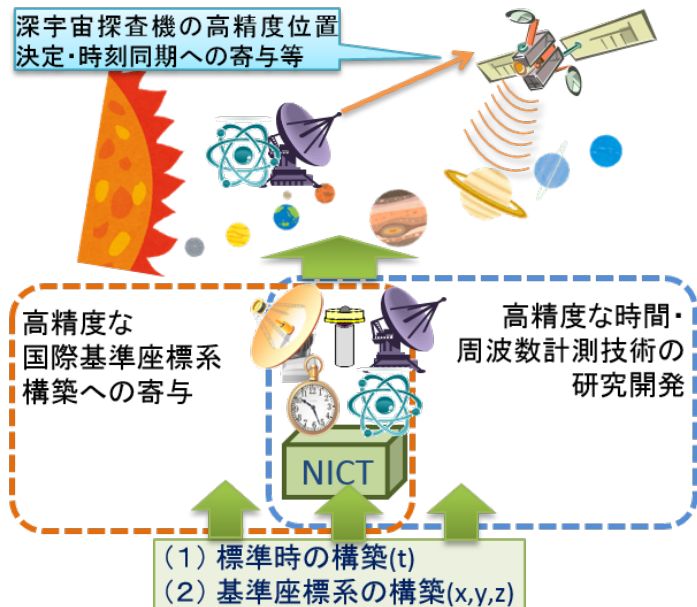 深宇宙探査機の高精度位置
決定・時刻同期への寄与等
高精度な
国際基準座標系
構築への寄与
高精度な時間・
周波数計測技術の
研究開発
NICT
(1) 標準時の構築(t)
(2) 基準座標系の構築(x,y,z)